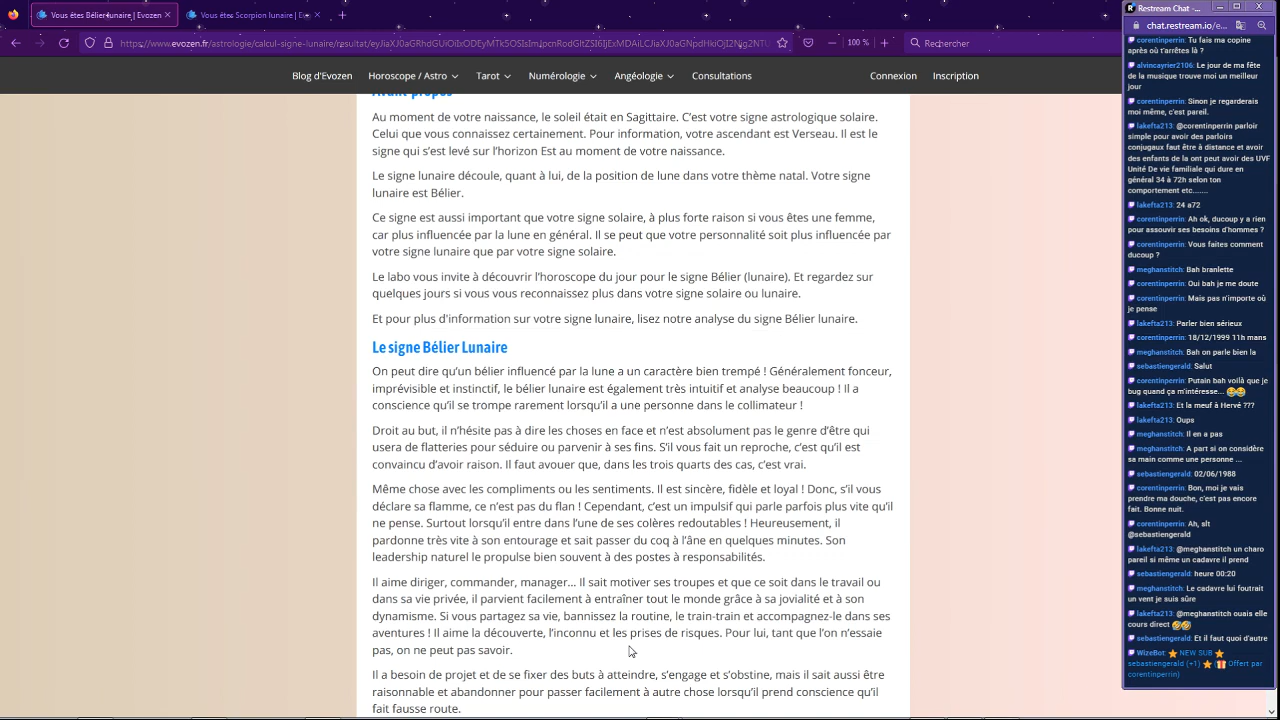 Vous êtes Bélier lunaire | Evozen
Vous êtes Scorpion lunaire | Ev
https://www.evozen.fr/astrologie/calcul-signe-lunaire/resultat/
100 %
Rechercher
Blog d'Evozen
Horoscope / Astro
Tarot
Numérologie
Angéologie
Consultations
Connexion
Inscription
Avant-propos
Au moment de votre naissance, le soleil était en Sagittaire. C'est votre signe astrologique solaire.
Celui que vous connaissez certainement. Pour information, votre ascendant est Verseau. Il est le
signe qui s'est levé à l'horizon Est au moment de votre naissance.
Le signe lunaire découle, quant à lui, de la position de lune dans votre thème natal. Votre signe
lunaire est Bélier.
Ce signe est aussi important que votre signe solaire, à plus forte raison si vous êtes une femme,
car plus influencée par la lune en général. Il se peut que votre personnalité soit plus influencée par
votre signe lunaire que par votre signe solaire.
Le labo vous invite à découvrir l'horoscope du jour pour le signe Bélier (lunaire). Et regardez sur
quelques jours si vous vous reconnaissez plus dans votre signe solaire ou lunaire.
Et pour plus d'information sur votre signe lunaire, lisez notre analyse du signe Bélier lunaire.
Le signe Bélier Lunaire
On peut dire qu'un bélier influencé par la lune a un caractère bien trempé ! Généralement fonceur,
imprévisible et instinctif, le bélier lunaire est également très intuitif et analyse beaucoup ! Il a
conscience qu'il se trompe rarement lorsqu'il a une personne dans le collimateur !
Droit au but, il n'hésite pas à dire les choses en face et n'est absolument pas le genre d'être qui
usera de flatteries pour séduire ou parvenir à ses fins. S'il vous fait un reproche, c'est qu'il est
convaincu d'avoir raison. Il faut avouer que, dans les trois quarts des cas, c'est vrai.
Même chose avec les compliments ou les sentiments. Il est sincère, fidèle et loyal ! Donc, s'il vous
déclare sa flamme, ce n'est pas du flan ! Cependant, c'est un impulsif qui parle parfois plus vite qu'il
ne pense. Surtout lorsqu'il entre dans l'une de ses colères redoutables ! Heureusement, il
pardonne très vite à son entourage et sait passer du coq à l'âne en quelques minutes. Son
leadership naturel le propulse bien souvent à des postes à responsabilités.
Il aime diriger, commander, manager... Il sait motiver ses troupes et que ce soit dans le travail ou
dans sa vie privée, il parvient facilement à entraîner tout le monde grâce à sa jovialité et à son
dynamisme. Si vous partagez sa vie, bannissez la routine, le train-train et accompagnez-le dans ses
aventures ! Il aime la découverte, l'inconnu et les prises de risques. Pour lui, tant que l'on n'essaie
pas, on ne peut pas savoir.
Il a besoin de projet et de se fixer des buts à atteindre, s'engage et s'obstine, mais il sait aussi être
raisonnable et abandonner pour passer facilement à autre chose lorsqu'il prend conscience qu'il
fait fausse route.
Restream Chat -...
chat.restream.io/e...
corentinperrin: Tu fais ma copine
après où t'arrêtes là ?
alvincayrier2106: Le jour de ma fête
de la musique trouve moi un meilleur
jour
corentinperrin: Sinon je regarderais
moi même, c'est pareil.
lakefta213: @corentinperrin parloir
simple pour avoir des parloirs
conjugaux faut être à distance et avoir
des enfants de la ont peut avoir des UVF
Unité De vie familiale qui dure en
général 34 à 72h selon ton
comportement etc.......
lakefta213: 24 a72
corentinperrin: Ah ok, ducoup y a rien
pour assouvir ses besoins d'hommes ?
corentinperrin: Vous faites comment
ducoup ?
meghanstitch: Bah branlette
corentinperrin: Oui bah je me doute
corentinperrin: Mais pas n'importe où
je pense
lakefta213: Parler bien sérieux
corentinperrin: 18/12/1999 11h mans
meghanstitch: Bah on parle bien la
sebastiengerald: Salut
corentinperrin: Putain bah voilà que je
bug quand ça m'intéresse...
lakefta213: Et la meuf à Hervé ???
lakefta213: Oups
meghanstitch: Il en a pas
meghanstitch: A part si on considère
sa main comme une personne ...
sebastiengerald: 02/06/1988
corentinperrin: Bon, moi je vais
prendre ma douche, c'est pas encore
fait. Bonne nuit.
corentinperrin: Ah, slt
@sebastiengerald
lakefta213: @meghanstitch un charo
pareil si même un cadavre il prend
sebastiengerald: heure 00:20
meghanstitch: Le cadavre lui foutrait
un vent je suis sûre
lakefta213: @meghanstitch ouais elle
cours direct
sebastiengerald: Et il faut quoi d'autre
WizeBot: NEW SUB
sebastiengerald (+1) ( Offert par
corentinperrin)